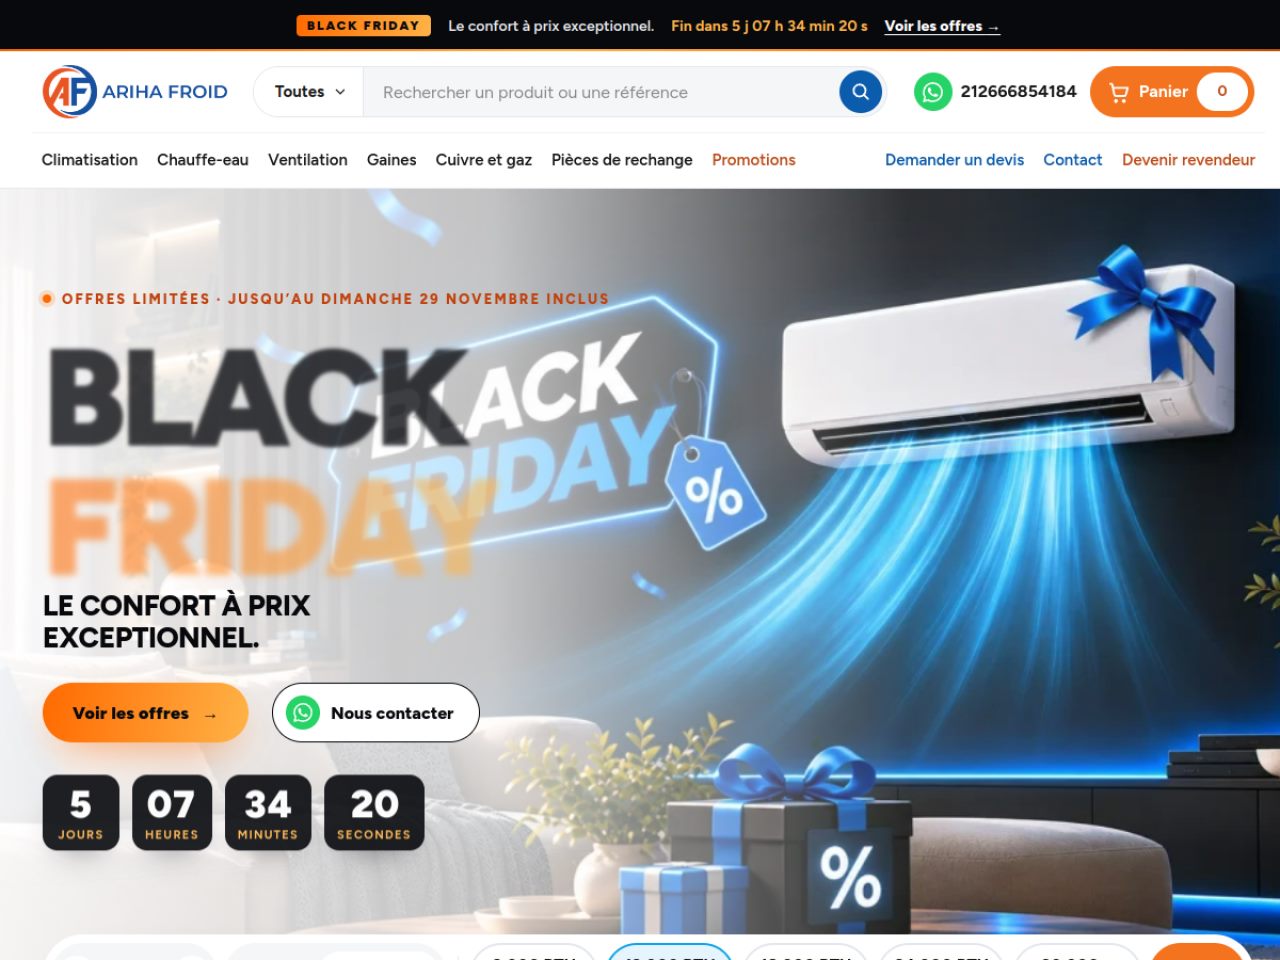 BLACK FRIDAY Le confort à prix exceptionnel. Fin dans 5 j 07 h 34 min 20 s Voir les offres →
AF ARIHA FROID
Toutes
Rechercher un produit ou une référence
212666854184
Panier 0
Climatisation Chauffe-eau Ventilation Gaines Cuivre et gaz Pièces de rechange Promotions Demander un devis Contact Devenir revendeur
OFFRES LIMITÉES · JUSQU'AU DIMANCHE 29 NOVEMBRE INCLUS
BLACK
FRIDAY
BLACK
FRIDAY
%
LE CONFORT À PRIX
EXCEPTIONNEL.
Voir les offres →
Nous contacter
5 07 34 20
JOURS HEURES MINUTES SECONDES
%